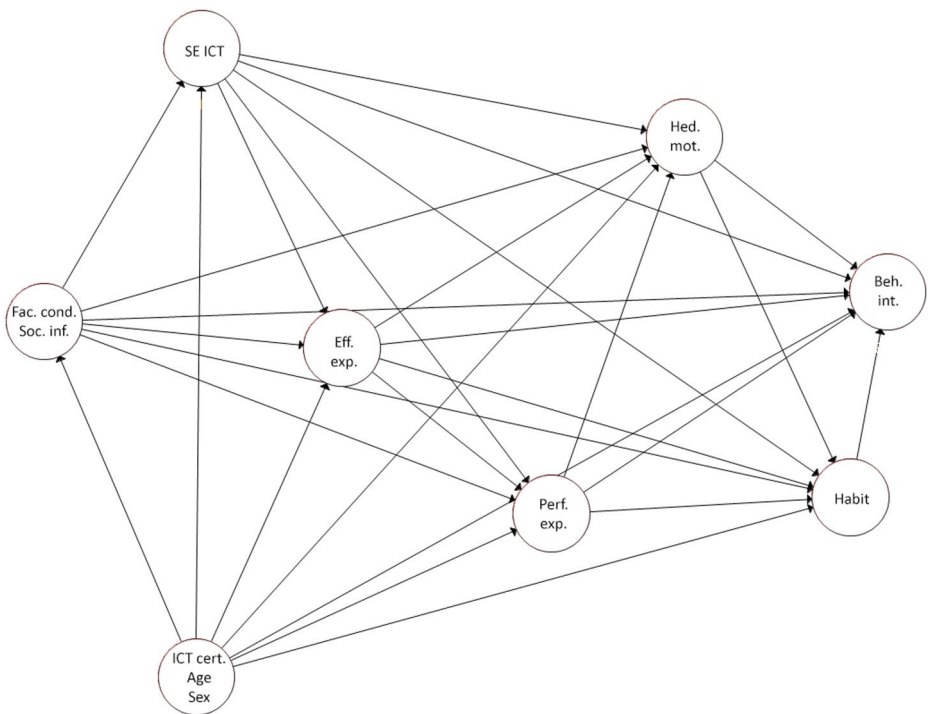 SE ICT
Hed.
mot.
Beh.
int.
Fac. cond.
Soc. inf.
Eff.
exp.
Perf.
exp.
Habit
ICT cert.
Age
Sex